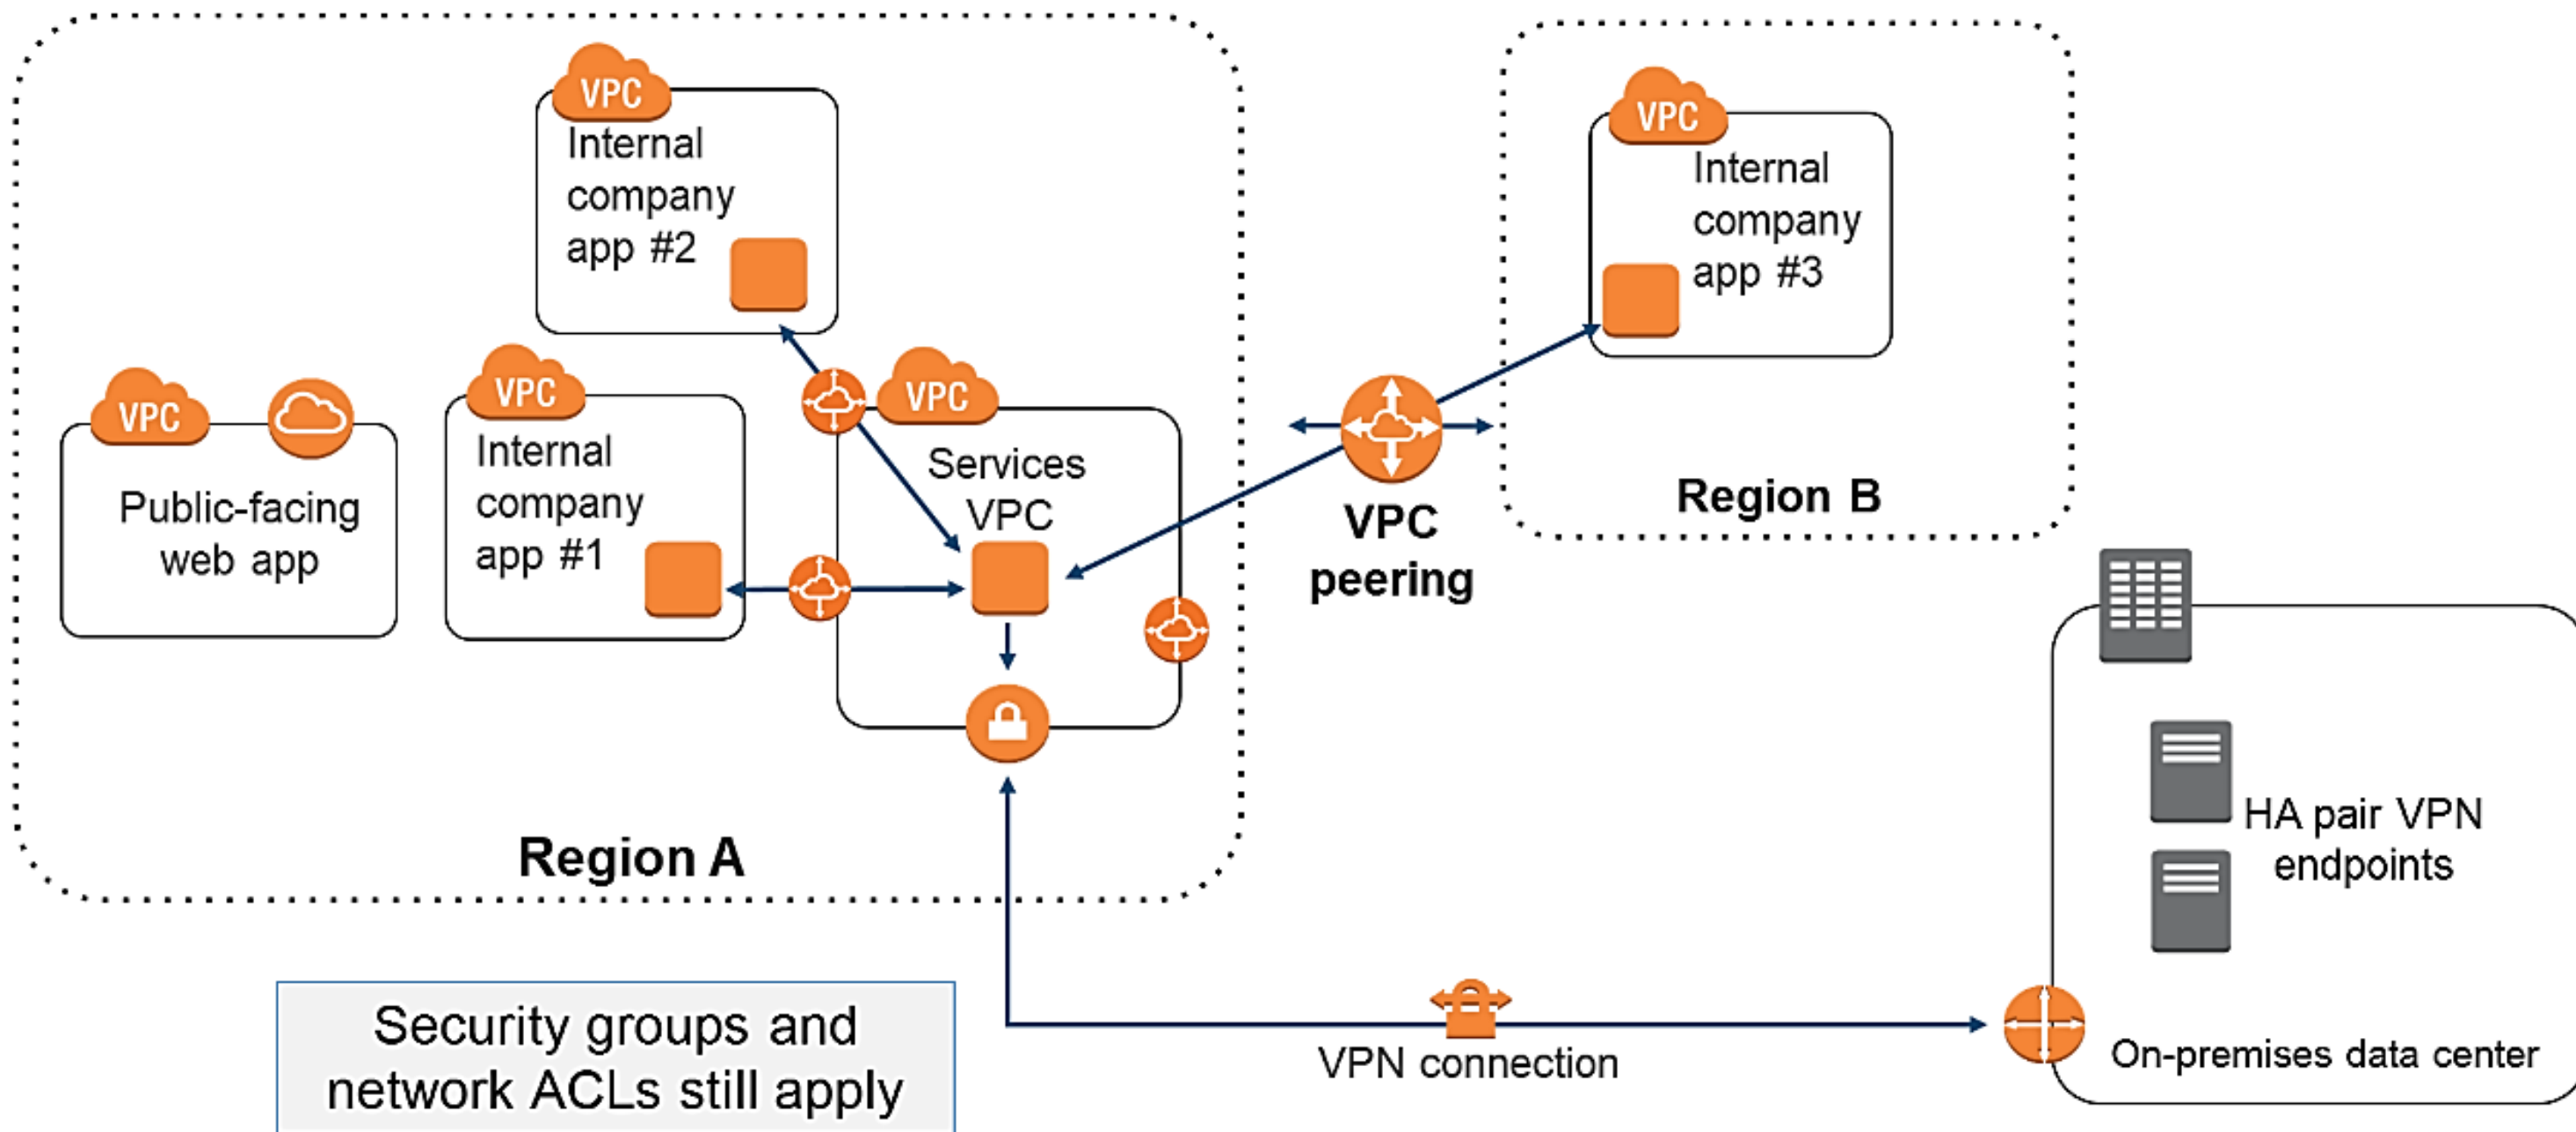 VPC
Internal
company
app #2
VPC
Internal
company
app #3
VPC
Public-facing
web app
VPC
Internal
company
app #1
VPC
Services
VPC
VPC
peering
Region B
Region A
HA pair VPN
endpoints
On-premises data center
VPN connection
Security groups and
network ACLs still apply